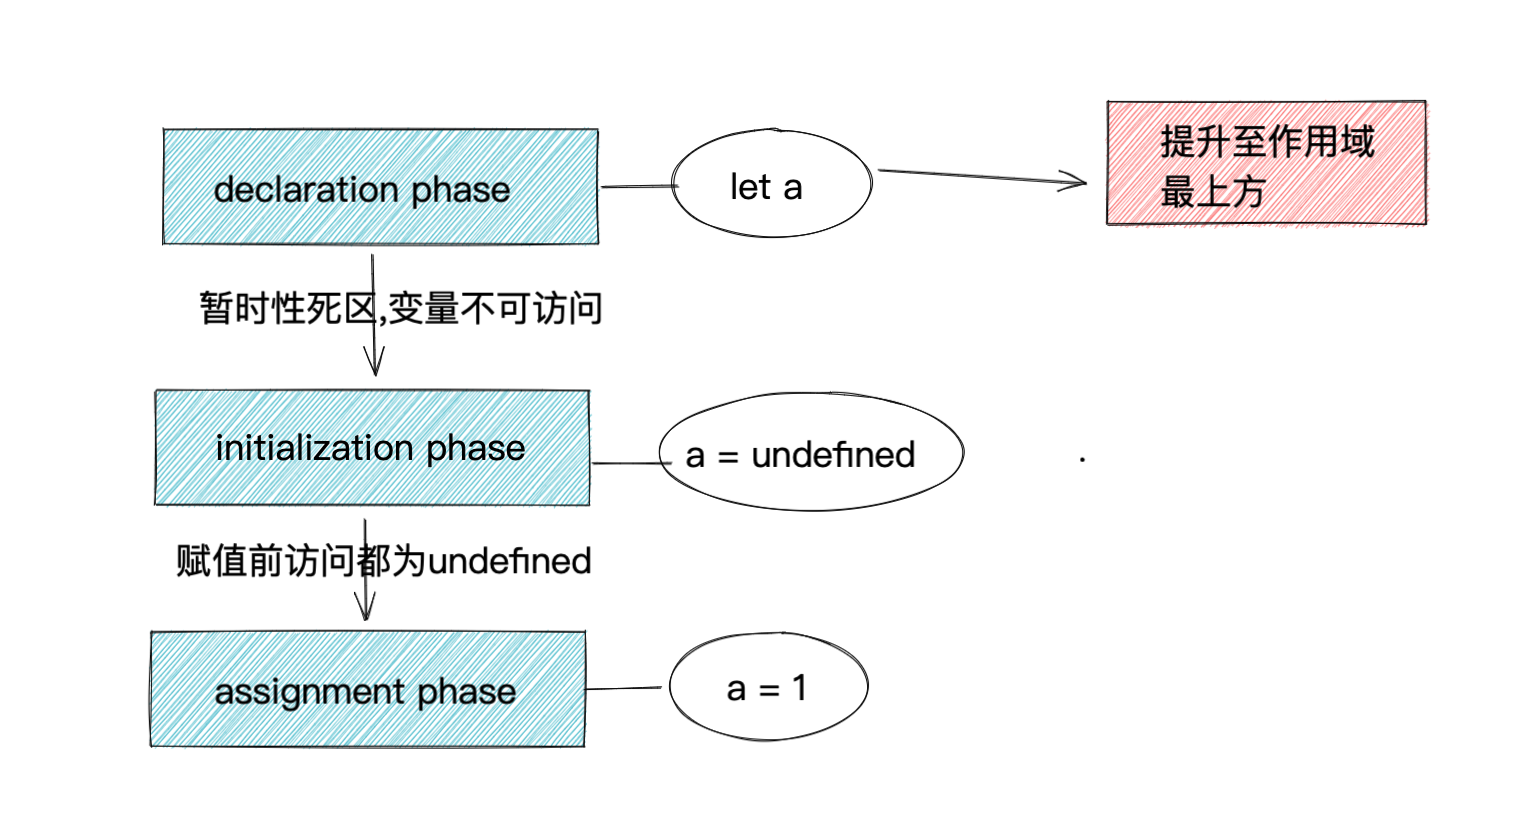 declaration phase
let a
提升至作用域
最上方
暂时性死区,变量不可访问
initialization phase
a = undefined
赋值前访问都为undefined
assignment phase
a = 1